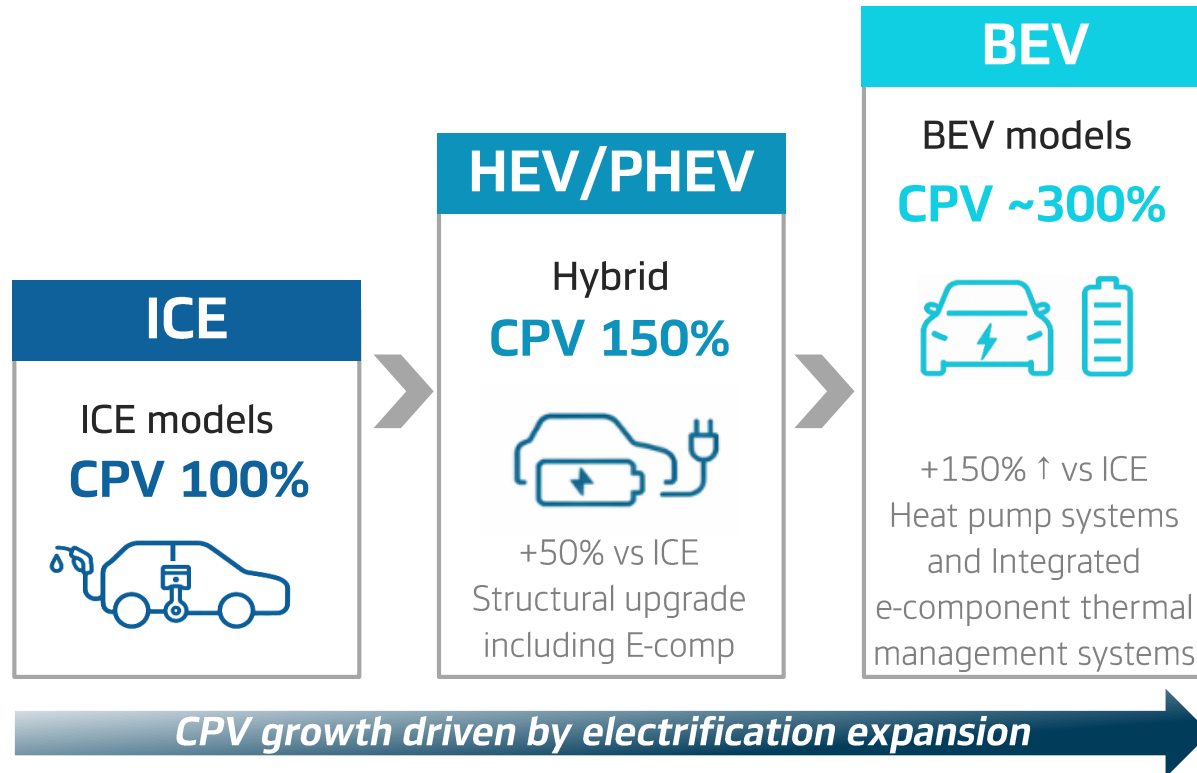 ICE
ICE models
CPV 100%
HEV/PHEV
Hybrid
CPV 150%
+50% vs ICE
Structural upgrade
including E-comp
BEV
BEV models
CPV ~300%
+150% ↑ vs ICE
Heat pump systems
and Integrated
e-component thermal
management systems
CPV growth driven by electrification expansion